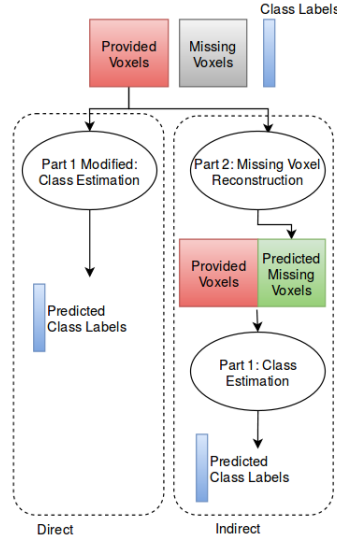 Class Labels
Provided
Voxels
Missing
Voxels
Part 1 Modified:
Class Estimation
Part 2: Missing Voxel
Reconstruction
Provided
Voxels
Predicted
Missing
Voxels
Predicted
Class Labels
Part 1: Class
Estimation
Predicted
Class Labels
Direct
Indirect